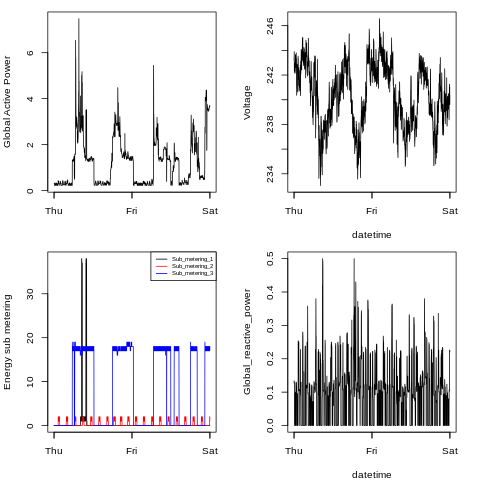 Global Active Power
6
4
2
0
Thu Fri Sat
Voltage
246
242
238
234
Thu Fri Sat
datetime
Energy sub metering
30
20
10
0
Sub_metering_1
Sub_metering_2
Sub_metering_3
Thu Fri Sat
Global_reactive_power
0.5
0.4
0.3
0.2
0.1
0.0
Thu Fri Sat
datetime